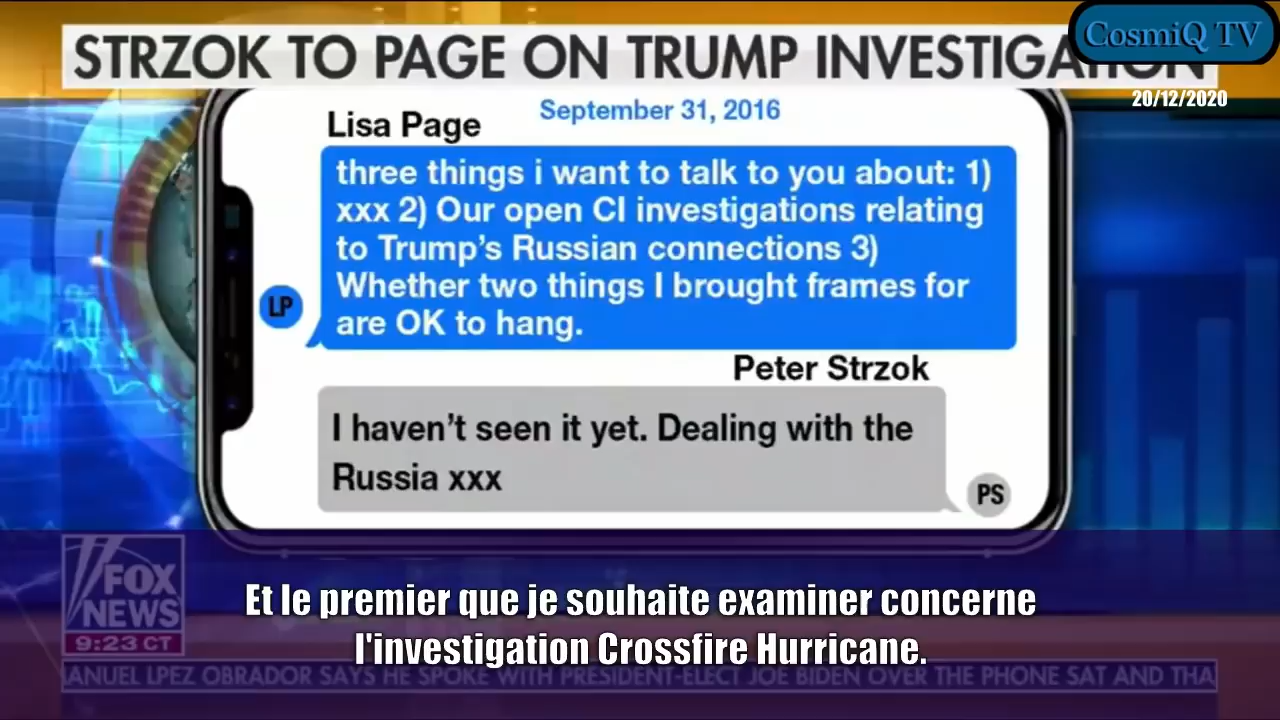 STRZOK TO PAGE ON TRUMP INVESTIGATION
CosmiQ TV
20/12/2020
September 31, 2016
Lisa Page
three things i want to talk to you about: 1)
xxx 2) Our open CI investigations relating
to Trump's Russian connections 3)
Whether two things I brought frames for
are OK to hang.
LP
Peter Strzok
I haven't seen it yet. Dealing with the
Russia xxx
PS
Et le premier que je souhaite examiner concerne
l'investigation Crossfire Hurricane.
FOX
NEWS
9:23 CT
ANUEL LPEZ OBRADOR SAYS HE SPOKE WITH PRESIDENT-ELECT JOE BIDEN OVER THE PHONE SAT AND THA